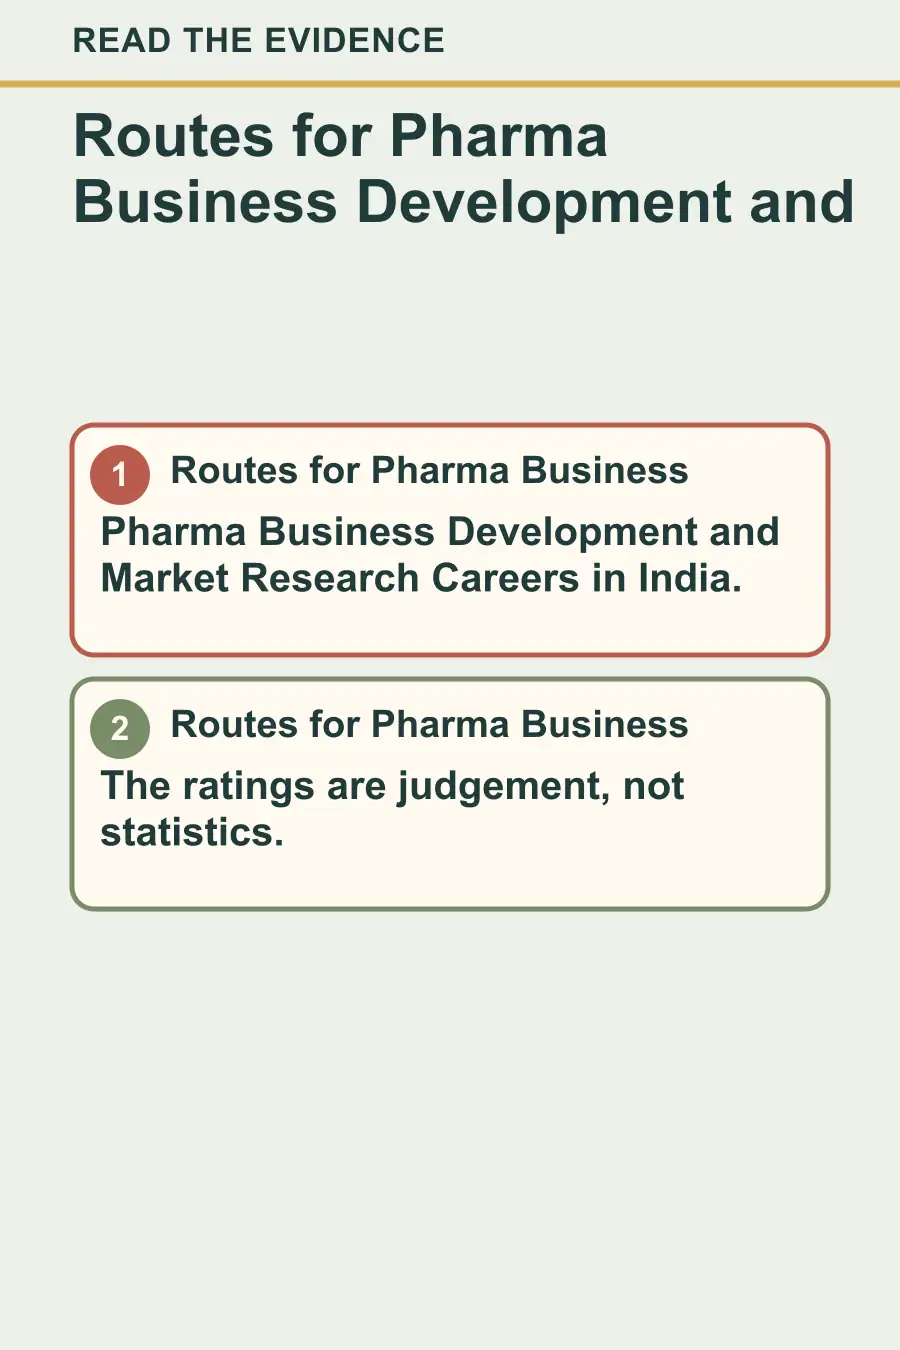 READ THE EVIDENCE
Routes for Pharma
Business Development and
1 Routes for Pharma Business
Pharma Business Development and
Market Research Careers in India.
2 Routes for Pharma Business
The ratings are judgement, not
statistics.